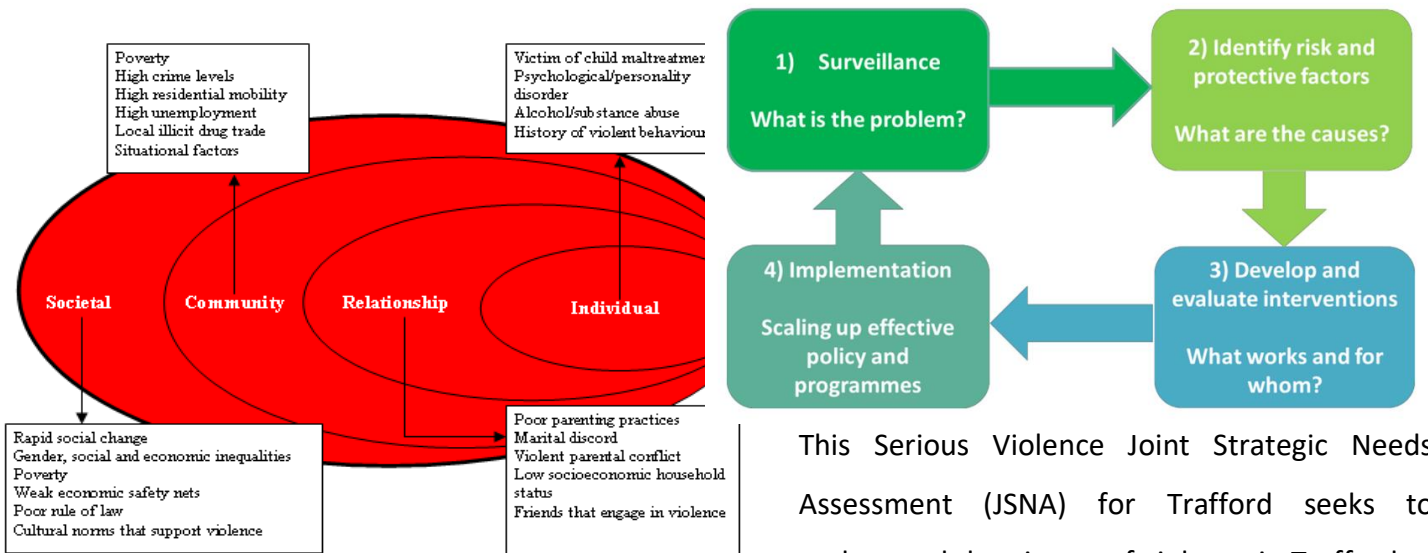 Poverty
High crime levels
High residential mobility
High unemployment
Local illicit drug trade
Situational factors
Victim of child maltreatmen
Psychological/personality
disorder
Alcohol/substance abuse
History of violent behaviour
Societal
Community
Relationship
Individual
Rapid social change
Gender, social and economic inequalities
Poverty
Weak economic safety nets
Poor rule of law
Cultural norms that support violence
Poor parenting practices
Marital discord
Violent parental conflict
Low socioeconomic household
status
Friends that engage in violence
1) Surveillance
What is the problem?
2) Identify risk and
protective factors
What are the causes?
3) Develop and
evaluate interventions
What works and for
whom?
4) Implementation
Scaling up effective
policy and
programmes
This Serious Violence Joint Strategic Needs
Assessment (JSNA) for Trafford seeks to